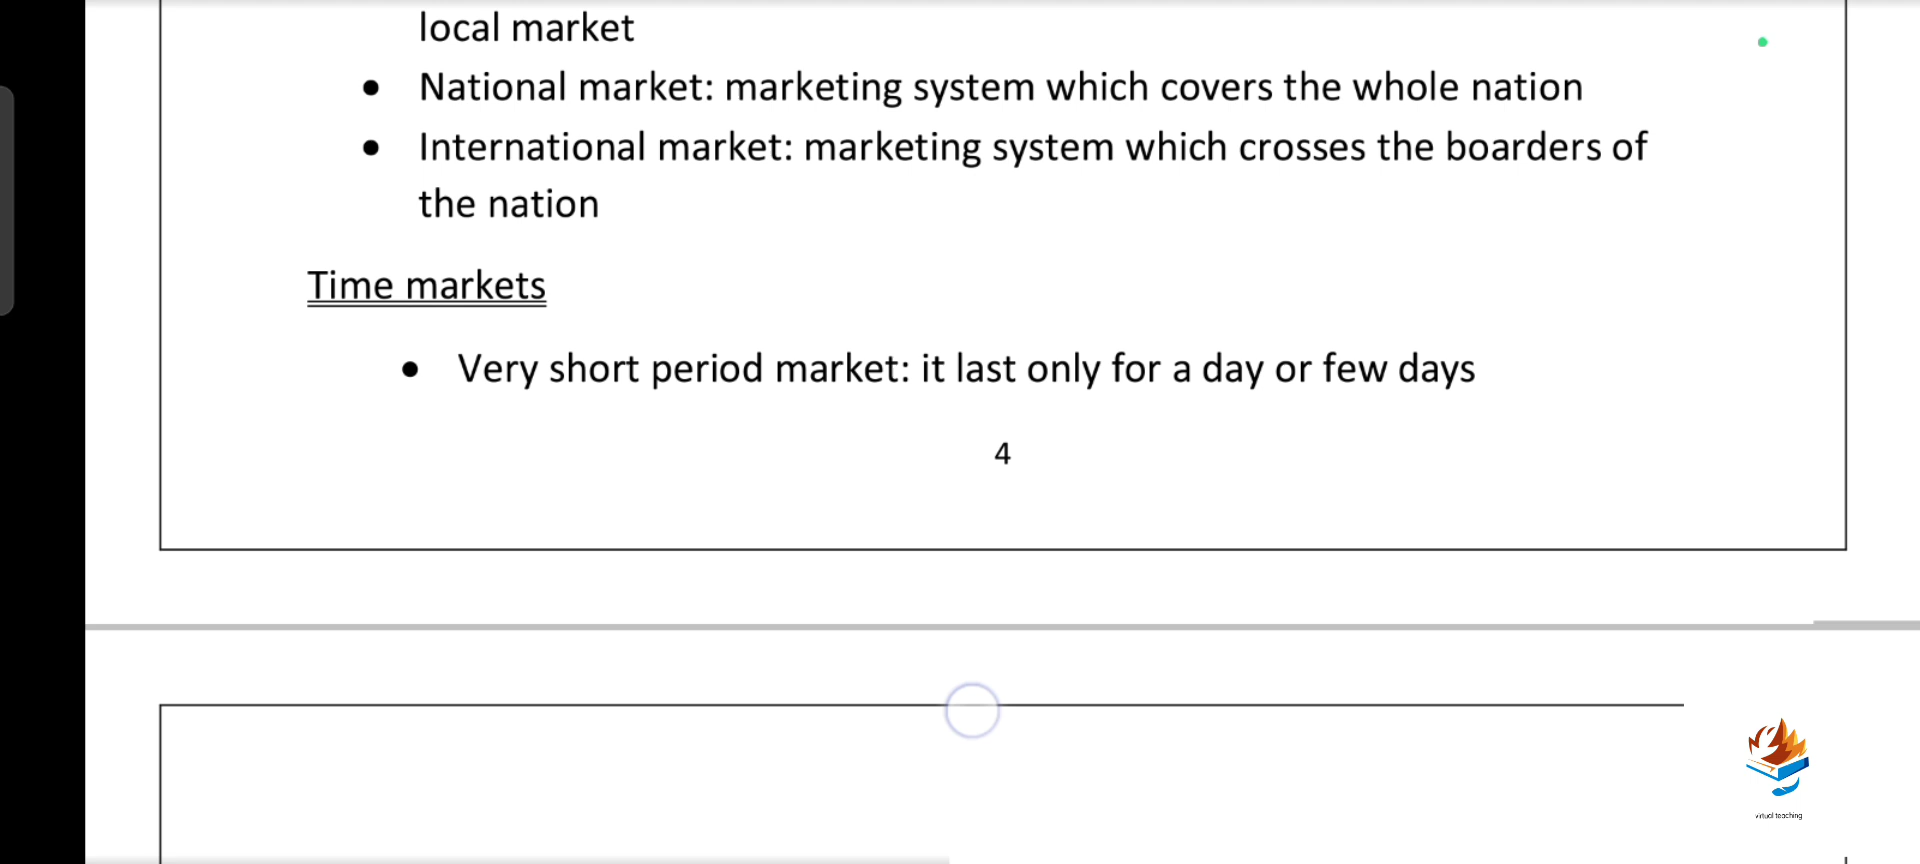 local market
• National market: marketing system which covers the whole nation
• International market: marketing system which crosses the boarders of
the nation
Time markets
• Very short period market: it last only for a day or few days
4
virtual teaching